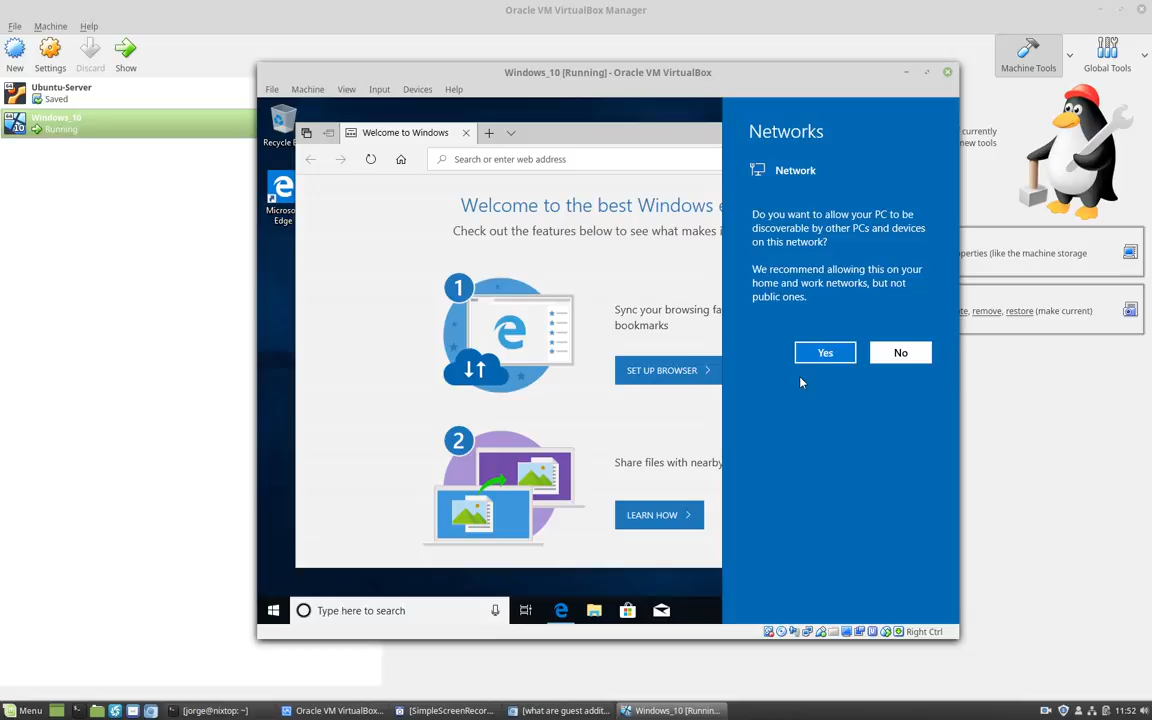 Oracle VM VirtualBox Manager
File Machine Help
New Settings Discard Show
Machine Tools Global Tools
Ubuntu-Server
Saved
Windows_10
Running
Windows_10 [Running] - Oracle VM VirtualBox
File Machine View Input Devices Help
Recycle
Microso
Edge
Welcome to Windows
Search or enter web address
Welcome to the best Windows e
Check out the features below to see what makes i
1
Sync your browsing fa
bookmarks
SET UP BROWSER
2
Share files with nearby
LEARN HOW
Networks
Network
Do you want to allow your PC to be
discoverable by other PCs and devices
on this network?
We recommend allowing this on your
home and work networks, but not
public ones.
Yes No
currently
new tools
perties (like the machine storage
te, remove, restore (make current)
Type here to search
Right Ctrl
Menu [jorge@nixtop: ~] Oracle VM VirtualB... [SimpleScreenRecor... [what are guest addit... Windows_10 [Runnin... 11:52